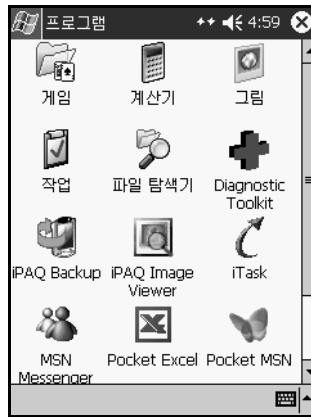 프로그램 4:59
게임 계산기 그림
작업 파일 탐색기 Diagnostic Toolkit
iPAQ Backup iPAQ Image Viewer iTask
MSN Messenger Pocket Excel Pocket MSN